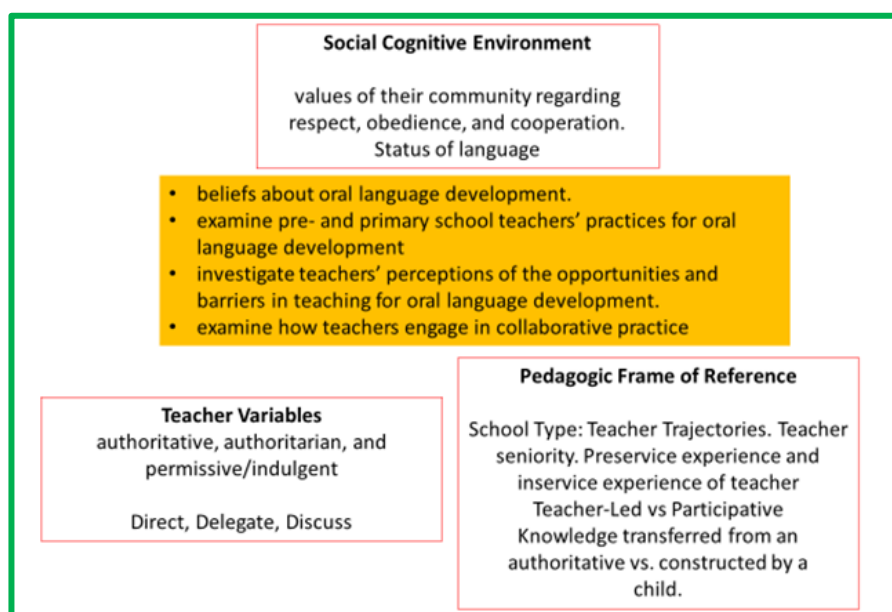 Social Cognitive Environment
values of their community regarding
respect, obedience, and cooperation.
Status of language
• beliefs about oral language development.
• examine pre- and primary school teachers’ practices for oral
language development
• investigate teachers’ perceptions of the opportunities and
barriers in teaching for oral language development.
• examine how teachers engage in collaborative practice
Teacher Variables
authoritative, authoritarian, and
permissive/indulgent
Direct, Delegate, Discuss
Pedagogic Frame of Reference
School Type: Teacher Trajectories. Teacher
seniority. Preservice experience and
inservice experience of teacher
Teacher-Led vs Participative
Knowledge transferred from an
authoritative vs. constructed by a
child.